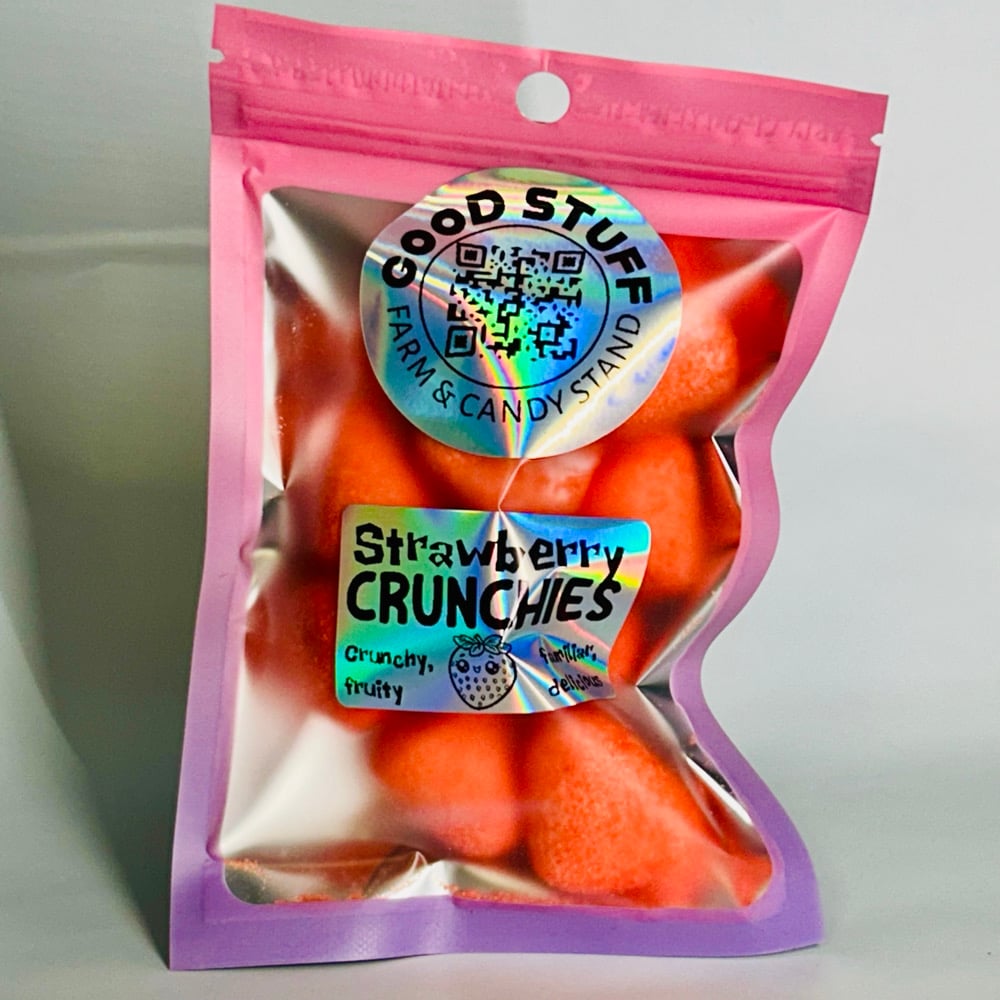 GOOD STUFF
FARM & CANDY STAND
Strawberry
CRUNCHIES
Crunchy, familiar,
fruity delicious